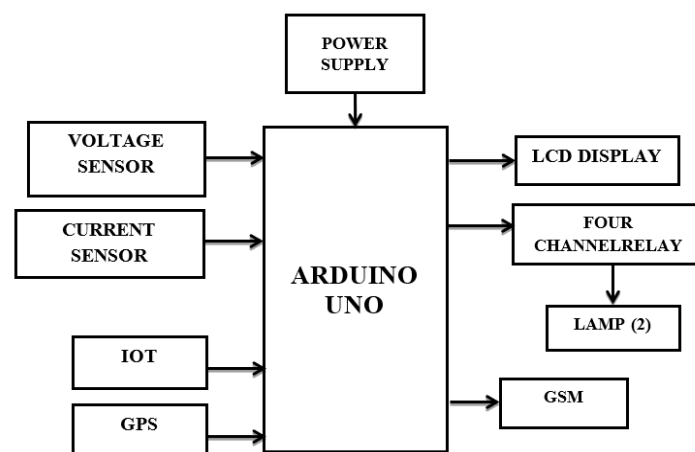 POWER
SUPPLY
VOLTAGE
SENSOR
CURRENT
SENSOR
IOT
GPS
ARDUINO
UNO
LCD DISPLAY
FOUR
CHANNELRELAY
LAMP (2)
GSM